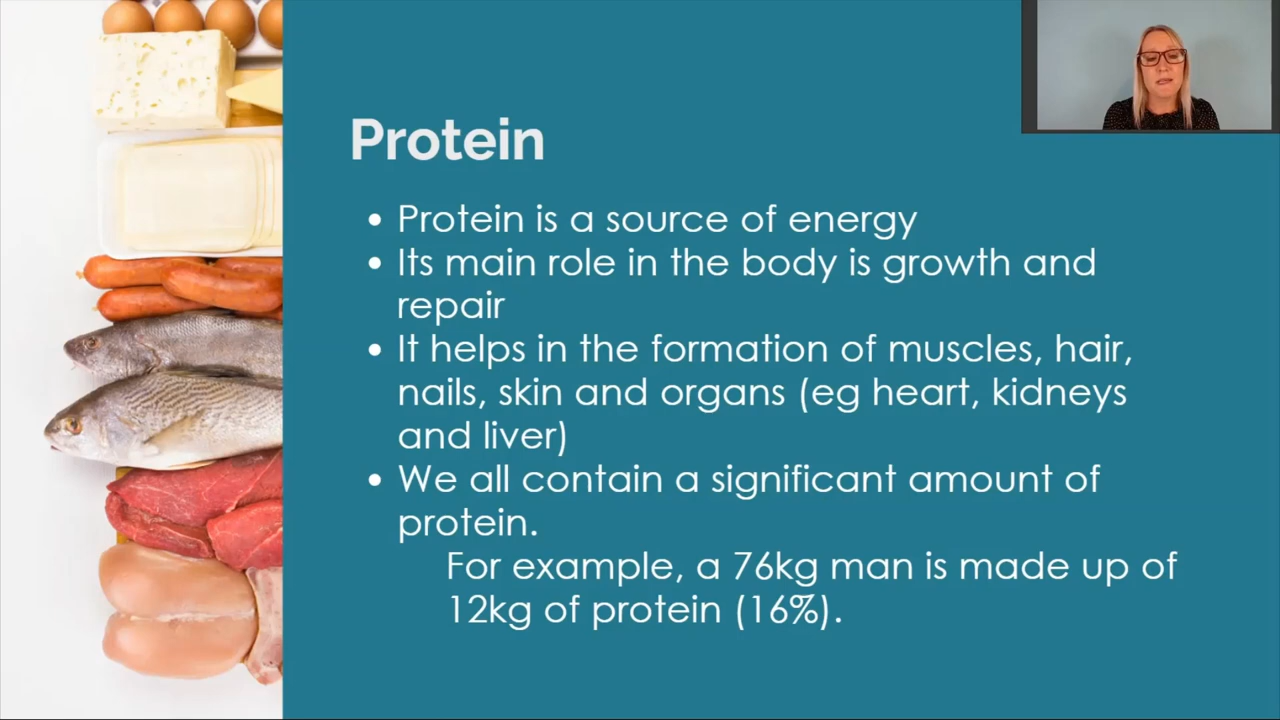 Protein
• Protein is a source of energy
• Its main role in the body is growth and
repair
• It helps in the formation of muscles, hair,
nails, skin and organs (eg heart, kidneys
and liver)
• We all contain a significant amount of
protein.
For example, a 76kg man is made up of
12kg of protein (16%).